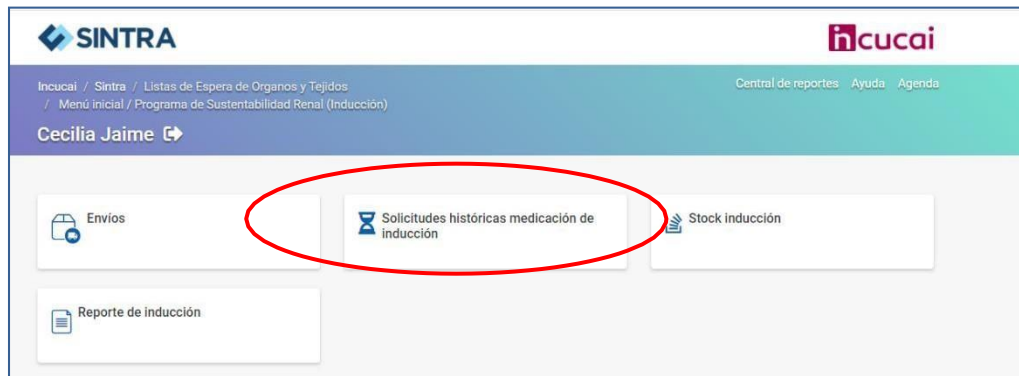 SINTRA
incucai
Incucai / Sintra / Listas de Espera de Organos y Tejidos
/ Menú inicial / Programa de Sustentabilidad Renal (Inducción)
Central de reportes Ayuda Agenda
Cecilia Jaime
Envíos
Solicitudes históricas medicación de
inducción
Stock inducción
Reporte de inducción